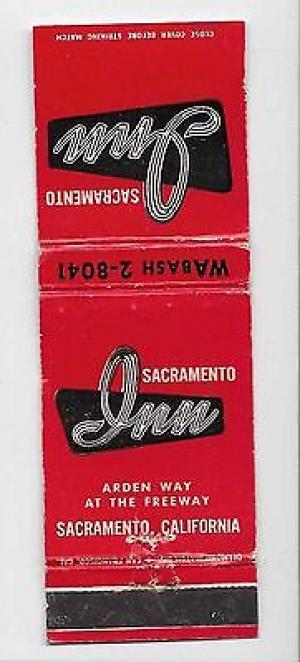 CLOSE COVER BEFORE STRIKING MATCH
SACRAMENTO
Inn
WABASH 2-8041
SACRAMENTO
Inn
ARDEN WAY
AT THE FREEWAY
SACRAMENTO, CALIFORNIA